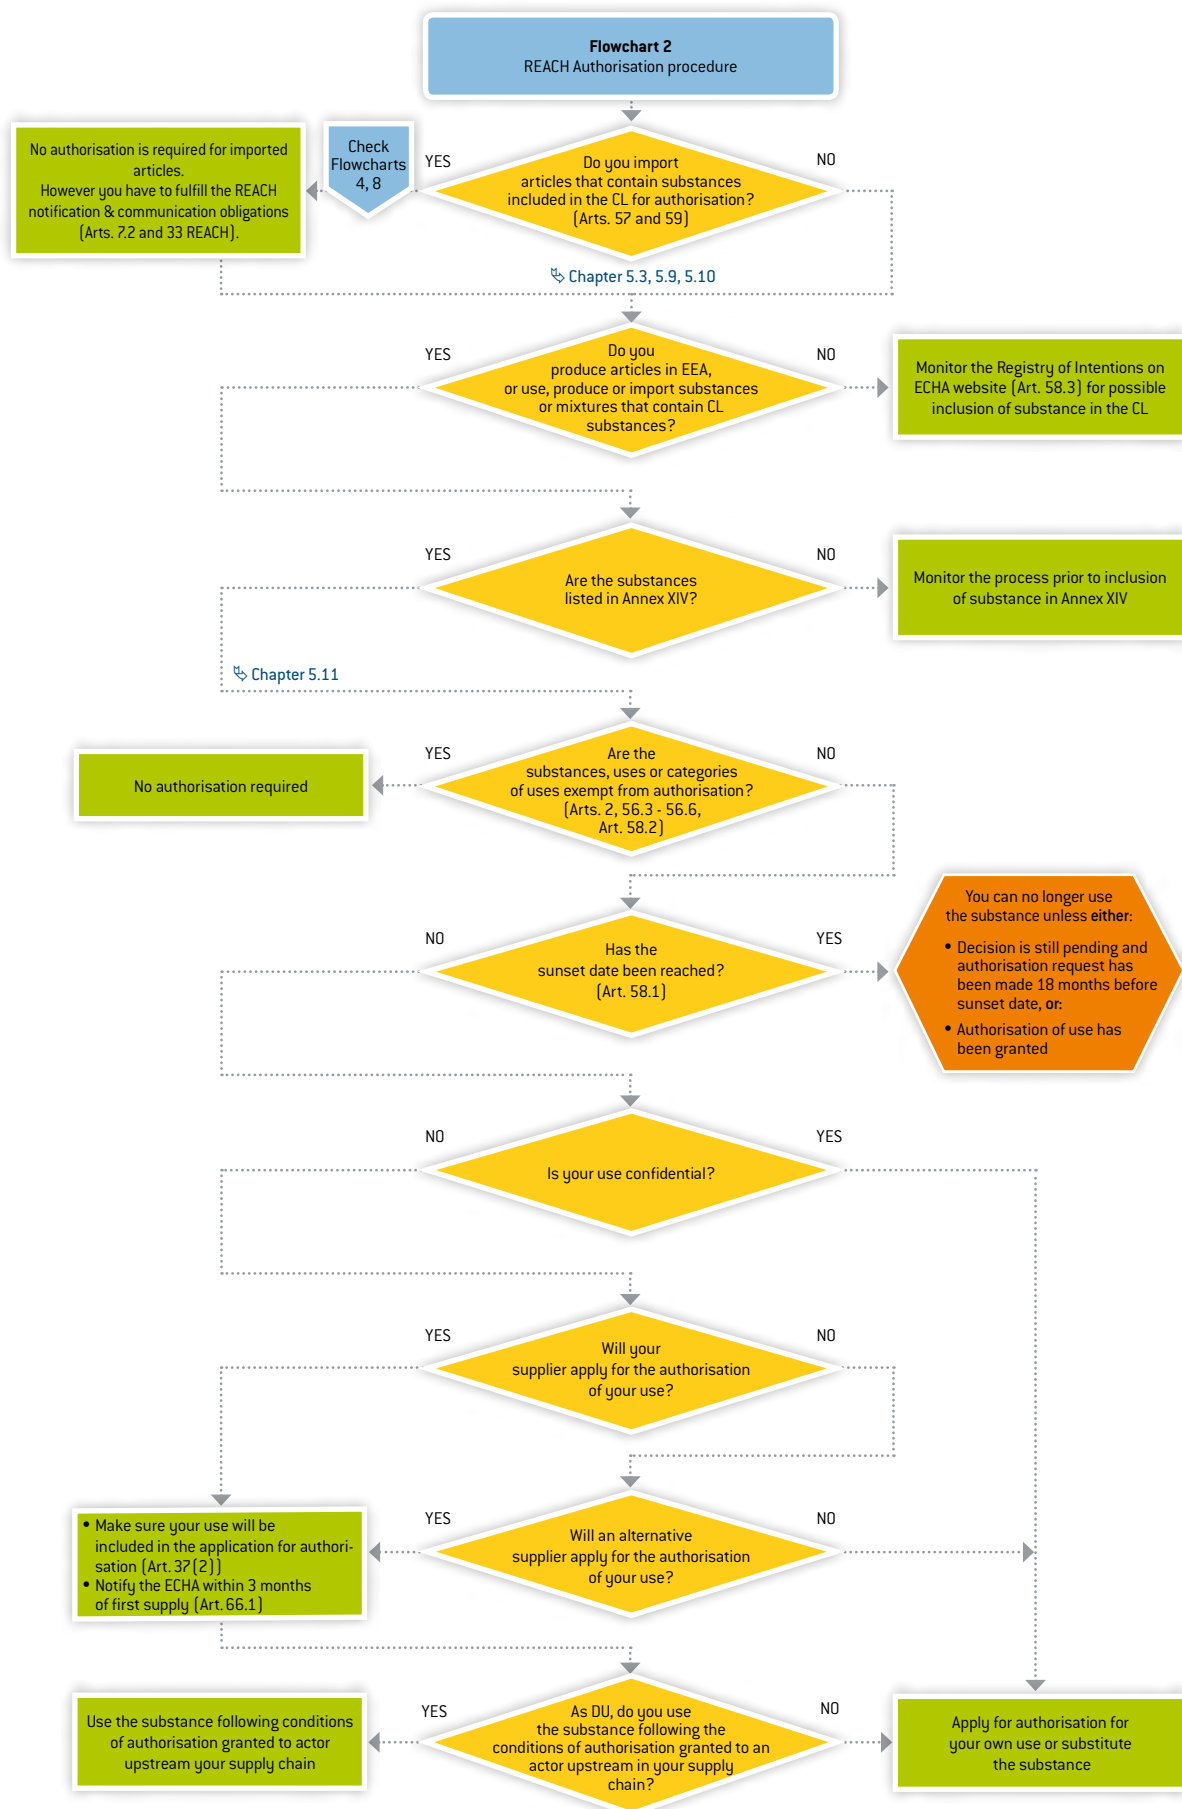 Flowchart 2
REACH Authorisation procedure
No authorisation is required for imported
articles.
However you have to fulfill the REACH
notification & communication obligations
(Arts. 7.2 and 33 REACH).
Check
Flowcharts
4, 8
YES
Do you import
articles that contain substances
included in the CL for authorisation?
(Arts. 57 and 59)
NO
Chapter 5.3, 5.9, 5.10
YES
Do you
produce articles in EEA,
or use, produce or import substances
or mixtures that contain CL
substances?
NO
Monitor the Registry of Intentions on
ECHA website (Art. 58.3) for possible
inclusion of substance in the CL
YES
Are the substances
listed in Annex XIV?
NO
Monitor the process prior to inclusion
of substance in Annex XIV
Chapter 5.11
No authorisation required
YES
Are the
substances, uses or categories
of uses exempt from authorisation?
(Arts. 2, 56.3 - 56.6,
Art. 58.2)
NO
NO
Has the
sunset date been reached?
(Art. 58.1)
YES
You can no longer use
the substance unless either:
• Decision is still pending and
authorisation request has
been made 18 months before
sunset date, or:
• Authorisation of use has
been granted
NO
Is your use confidential?
YES
YES
Will your
supplier apply for the authorisation
of your use?
NO
• Make sure your use will be
included in the application for authori-
sation (Art. 37(2))
• Notify the ECHA within 3 months
of first supply (Art. 66.1)
YES
Will an alternative
supplier apply for the authorisation
of your use?
NO
Use the substance following conditions
of authorisation granted to actor
upstream your supply chain
YES
As DU, do you use
the substance following the
conditions of authorisation granted to an
actor upstream in your supply
chain?
NO
Apply for authorisation for
your own use or substitute
the substance